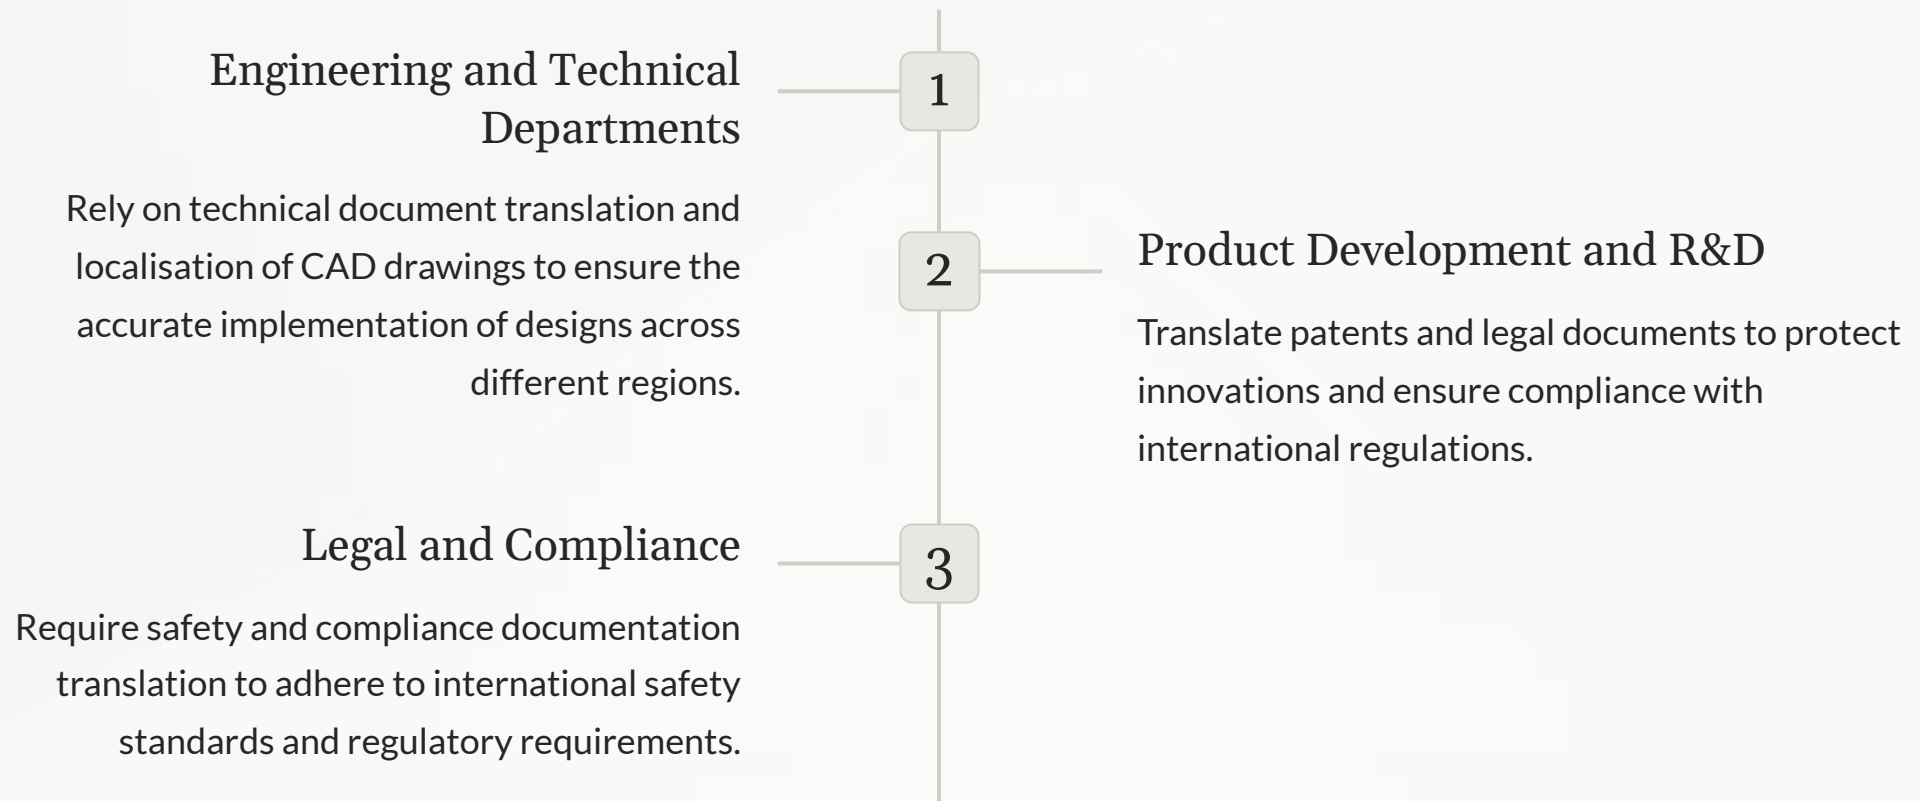 1
Engineering and Technical
Departments
Rely on technical document translation and
localisation of CAD drawings to ensure the
accurate implementation of designs across
different regions.
2
Product Development and R&D
Translate patents and legal documents to protect
innovations and ensure compliance with
international regulations.
3
Legal and Compliance
Require safety and compliance documentation
translation to adhere to international safety
standards and regulatory requirements.